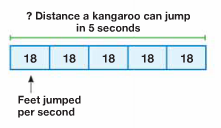 ? Distance a kangaroo can jump
in 5 seconds
18 18 18 18 18
Feet jumped
per second